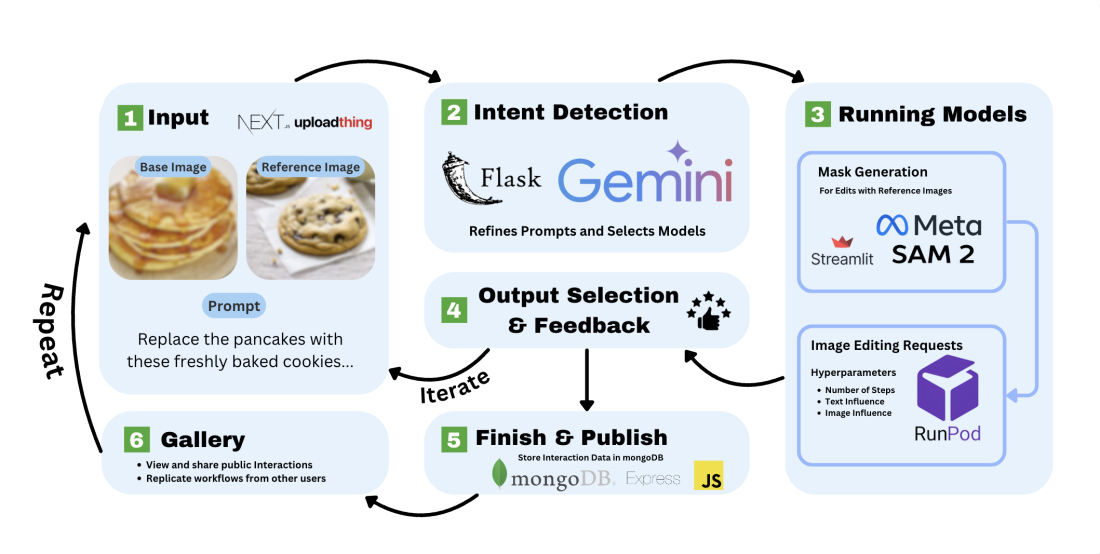 1 Input
NEXT.JS uploadthing
Base Image
Reference Image
Prompt
Replace the pancakes with
these freshly baked cookies...
2 Intent Detection
Flask Gemini
Refines Prompts and Selects Models
3 Running Models
Mask Generation
For Edits with Reference Images
Meta
Streamlit SAM 2
Image Editing Requests
Hyperparameters
• Number of Steps
• Text Influence
• Image Influence
RunPod
4 Output Selection
& Feedback
Iterate
5 Finish & Publish
Store Interaction Data in mongoDB
mongoDB. Express JS
6 Gallery
• View and share public Interactions
• Replicate workflows from other users
Repeat